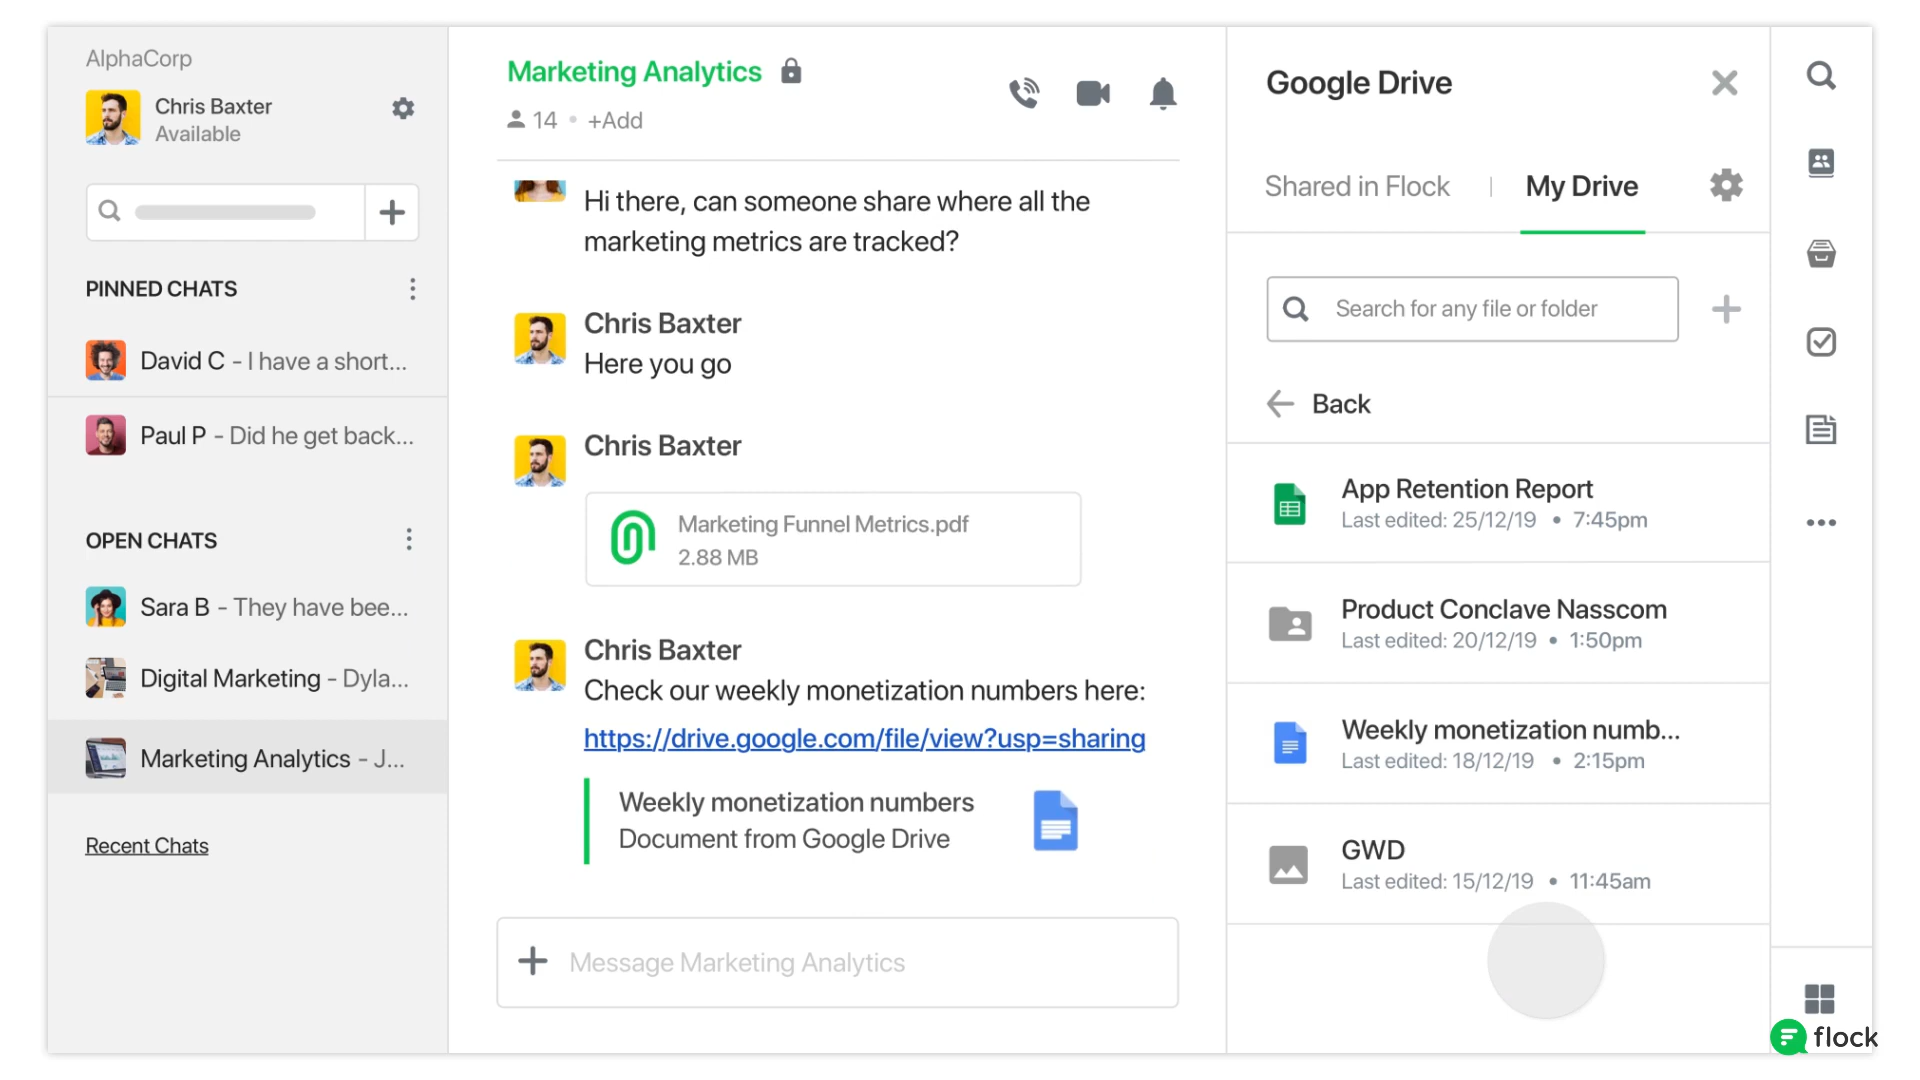 AlphaCorp
Chris Baxter
Available
PINNED CHATS
David C - I have a short...
Paul P - Did he get back...
OPEN CHATS
Sara B - They have bee...
Digital Marketing - Dyla...
Marketing Analytics - J...
Recent Chats
Marketing Analytics
14 • +Add
Hi there, can someone share where all the
marketing metrics are tracked?
Chris Baxter
Here you go
Chris Baxter
Marketing Funnel Metrics.pdf
2.88 MB
Chris Baxter
Check our weekly monetization numbers here:
https://drive.google.com/file/view?usp=sharing
Weekly monetization numbers
Document from Google Drive
Message Marketing Analytics
Google Drive
Shared in Flock | My Drive
Search for any file or folder
Back
App Retention Report
Last edited: 25/12/19 • 7:45pm
Product Conclave Nasscom
Last edited: 20/12/19 • 1:50pm
Weekly monetization numb...
Last edited: 18/12/19 • 2:15pm
GWD
Last edited: 15/12/19 • 11:45am
flock